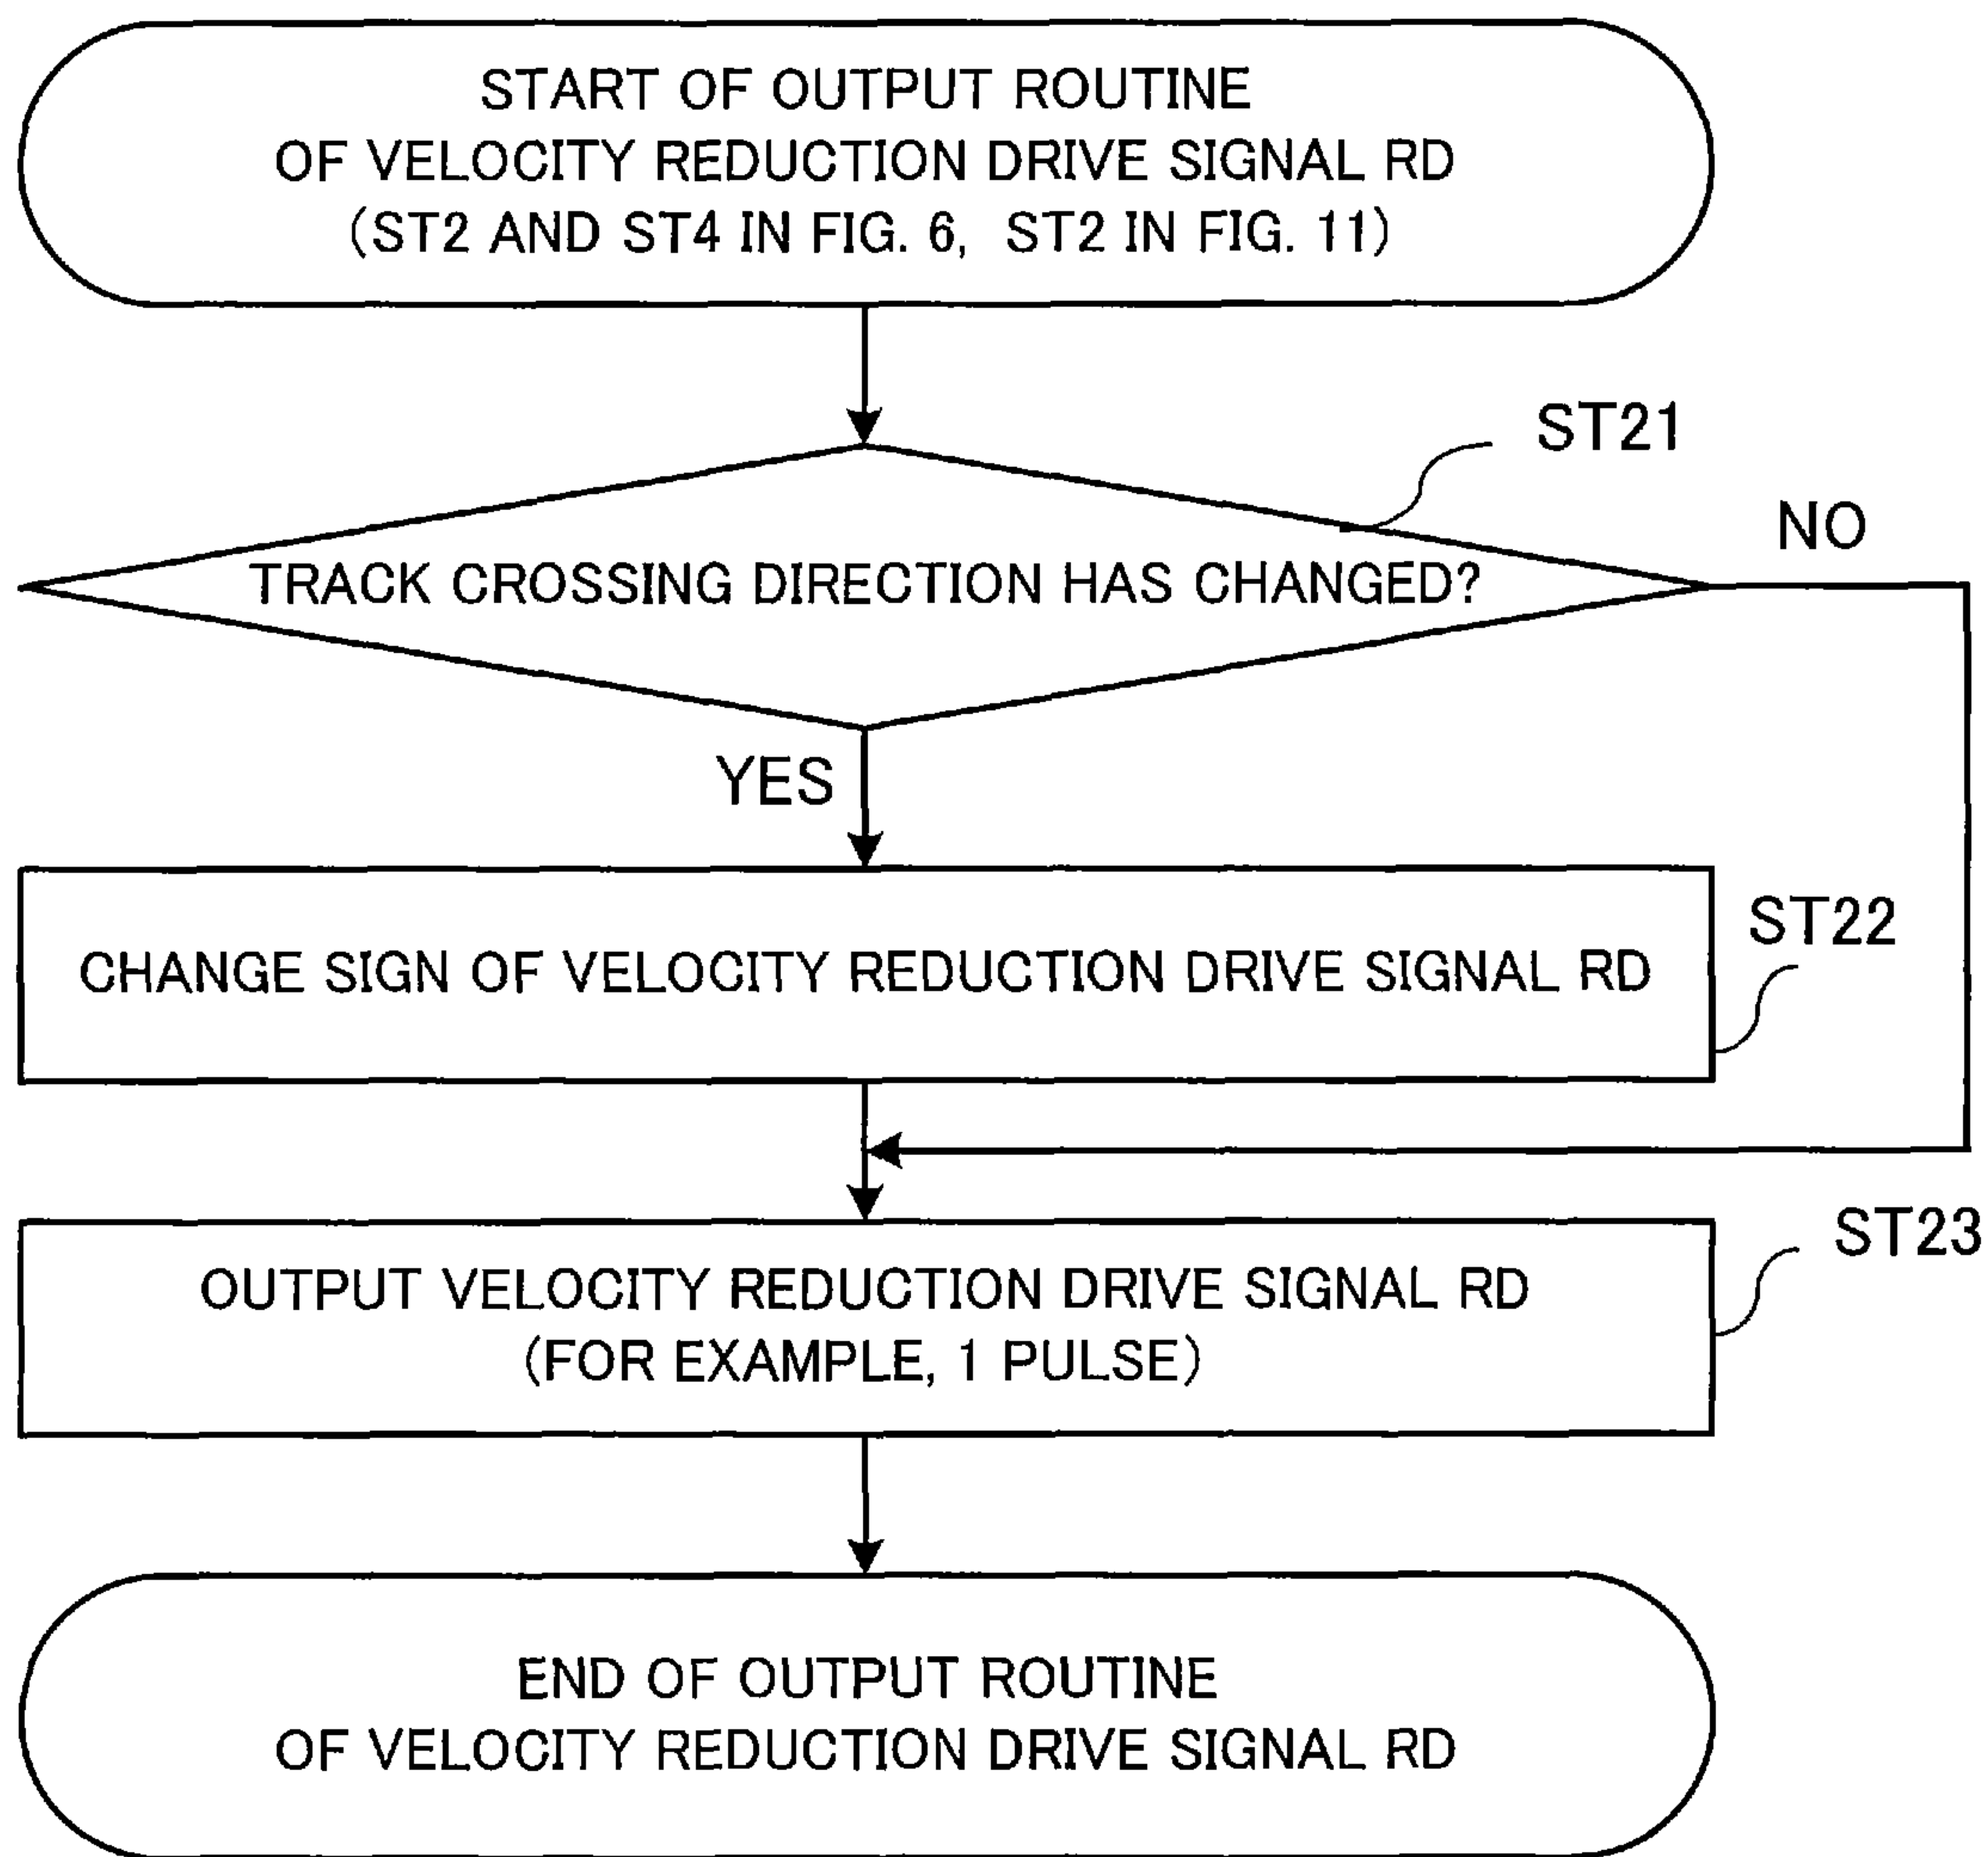 START OF OUTPUT ROUTINE
OF VELOCITY REDUCTION DRIVE SIGNAL RD
(ST2 AND ST4 IN FIG. 6, ST2 IN FIG. 11)
ST21
NO
TRACK CROSSING DIRECTION HAS CHANGED?
YES
ST22
CHANGE SIGN OF VELOCITY REDUCTION DRIVE SIGNAL RD
ST23
OUTPUT VELOCITY REDUCTION DRIVE SIGNAL RD
(FOR EXAMPLE, 1 PULSE)
END OF OUTPUT ROUTINE
OF VELOCITY REDUCTION DRIVE SIGNAL RD